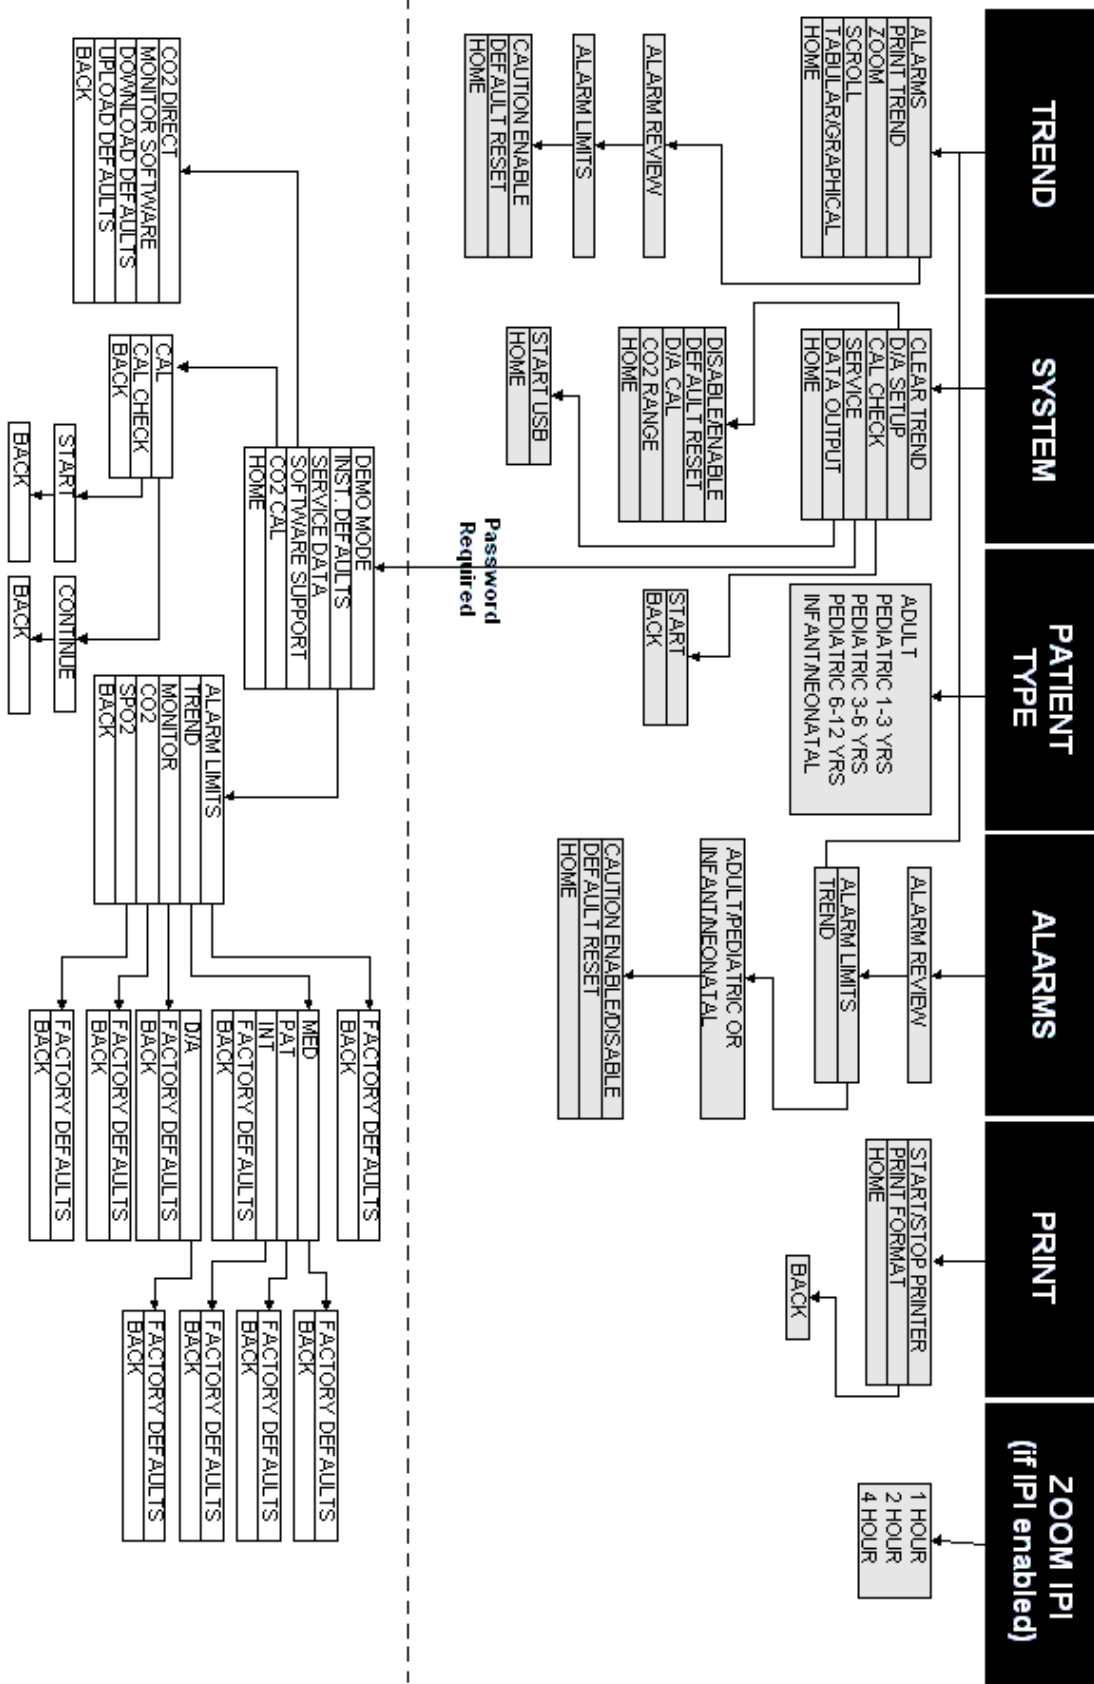 TREND
SYSTEM
PATIENT
TYPE
ALARMS
PRINT
ZOOM IPI
(if IPI enabled)
ALARMS
PRINT TREND
ZOOM
SCROLL
TABULAR/GRAPHICAL
HOME
ALARM REVIEW
ALARM LIMITS
CAUTION ENABLE
DEFAULT RESET
HOME
CLEAR TREND
D/A SETUP
CAL CHECK
SERVICE
DATA OUTPUT
HOME
DISABLE/ENABLE
DEFAULT RESET
D/A CAL
CO2 RANGE
HOME
START USB
HOME
START
BACK
ADULT
PEDIATRIC 1-3 YRS
PEDIATRIC 3-6 YRS
PEDIATRIC 6-12 YRS
INFANT/NEONATAL
ALARM REVIEW
ALARM LIMITS
TREND
ADULT/PEDIATRIC OR
INFANT/NEONATAL
CAUTION ENABLE/DISABLE
DEFAULT RESET
HOME
START/STOP PRINTER
PRINT FORMAT
HOME
BACK
1 HOUR
2 HOUR
4 HOUR
Password
Required
DEMO MODE
INST. DEFAULTS
SERVICE DATA
SOFTWARE SUPPORT
CO2 CAL
HOME
CO2 DIRECT
MONITOR SOFTWARE
DOWNLOAD DEFAULTS
UPLOAD DEFAULTS
BACK
CAL
CAL CHECK
BACK
START
BACK
CONTINUE
BACK
ALARM LIMITS
TREND
MONITOR
CO2
SPO2
BACK
FACTORY DEFAULTS
BACK
MED
PAT
INT
FACTORY DEFAULTS
BACK
D/A
FACTORY DEFAULTS
BACK
FACTORY DEFAULTS
BACK
FACTORY DEFAULTS
BACK
FACTORY DEFAULTS
BACK
FACTORY DEFAULTS
BACK
FACTORY DEFAULTS
BACK
FACTORY DEFAULTS
BACK